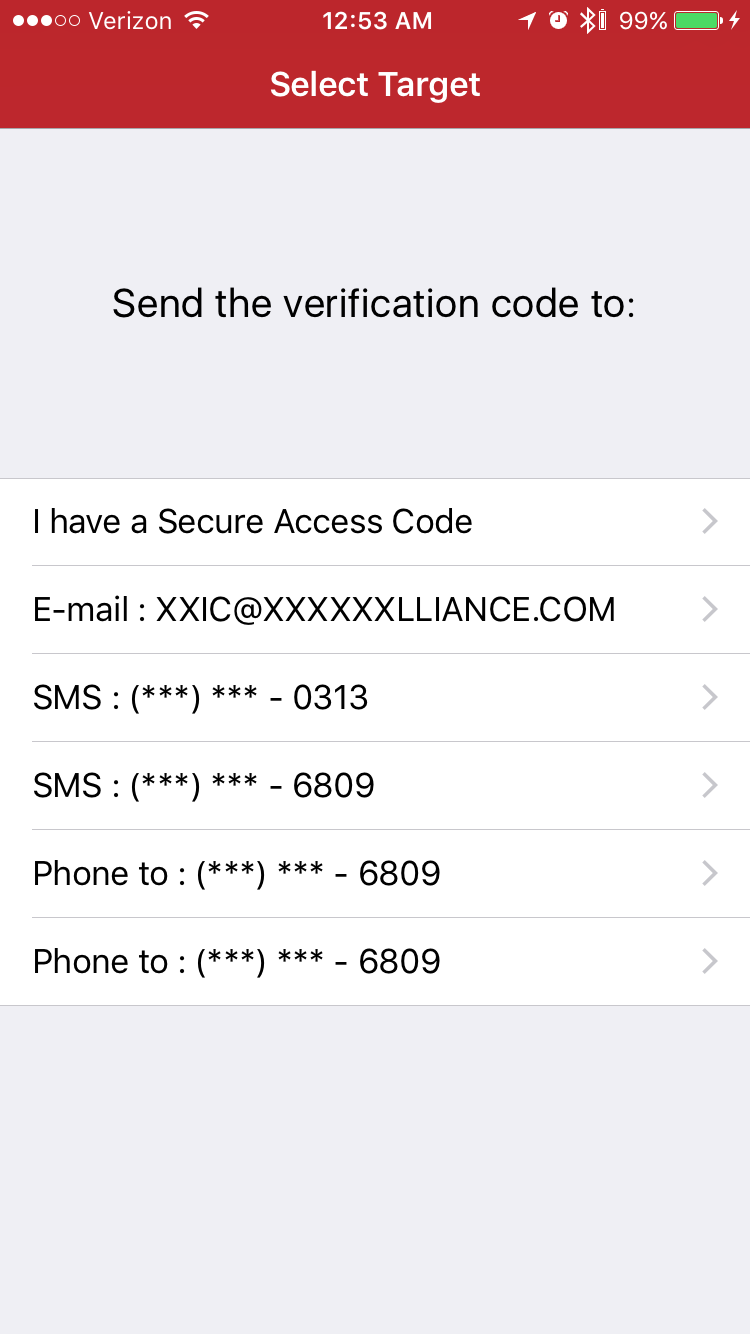 Verizon 12:53 AM 99%
Select Target
Send the verification code to:
I have a Secure Access Code
E-mail : XXIC@XXXXXXLLIANCE.COM
SMS : (***) *** - 0313
SMS : (***) *** - 6809
Phone to : (***) *** - 6809
Phone to : (***) *** - 6809